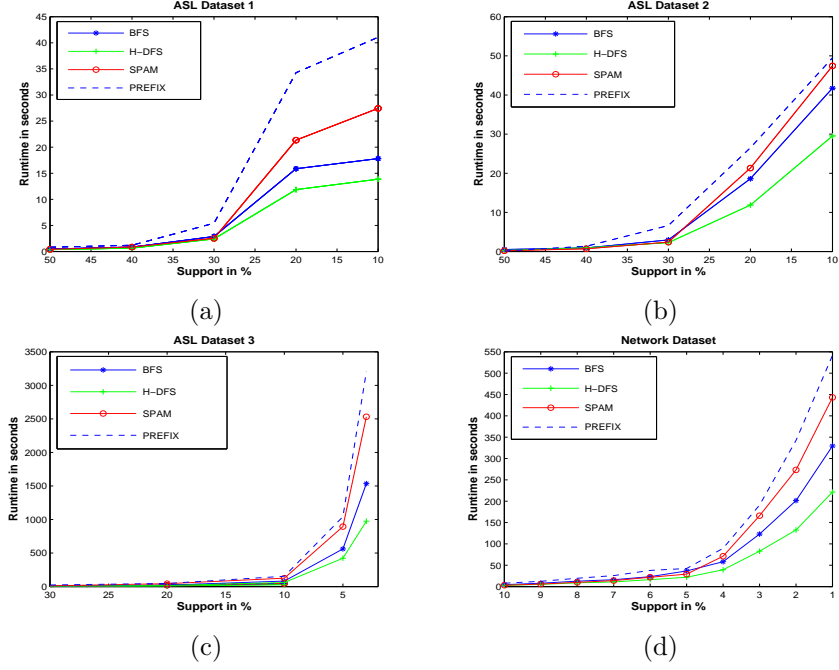 ASL Dataset 1
BFS
H-DFS
SPAM
PREFIX
Runtime in seconds
45
40
35
30
25
20
15
10
5
0
50 45 40 35 30 25 20 15 10
Support in %
(a)
ASL Dataset 2
BFS
H-DFS
SPAM
PREFIX
Runtime in seconds
60
50
40
30
20
10
0
50 45 40 35 30 25 20 15 10
Support in %
(b)
ASL Dataset 3
BFS
H-DFS
SPAM
PREFIX
Runtime in seconds
3500
3000
2500
2000
1500
1000
500
0
30 25 20 15 10 5
Support in %
(c)
Network Dataset
BFS
H-DFS
SPAM
PREFIX
Runtime in seconds
550
500
450
400
350
300
250
200
150
100
50
0
10 9 8 7 6 5 4 3 2 1
Support in %
(d)